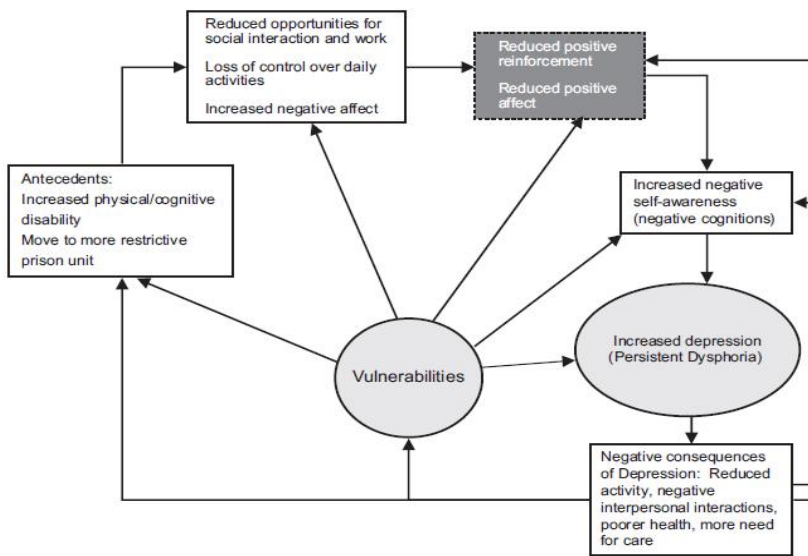 Reduced opportunities for
social interaction and work
Loss of control over daily
activities
Increased negative affect
Reduced positive
reinforcement
Reduced positive
affect
Antecedents:
Increased physical/cognitive
disability
Move to more restrictive
prison unit
Increased negative
self-awareness
(negative cognitions)
Vulnerabilities
Increased depression
(Persistent Dysphoria)
Negative consequences
of Depression: Reduced
activity, negative
interpersonal interactions,
poorer health, more need
for care